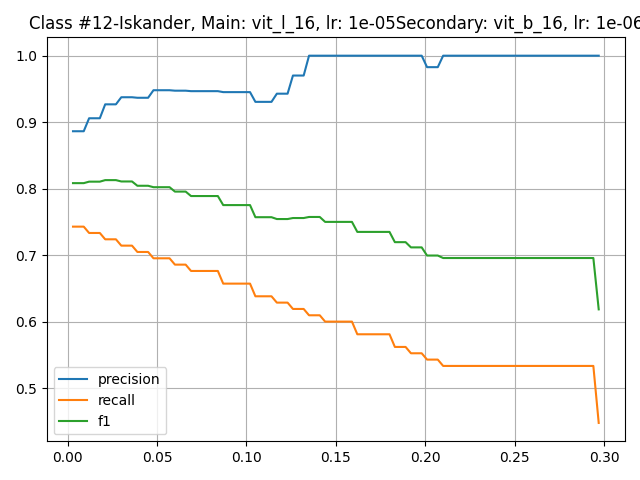 Class #12-Iskander, Main: vit_l_16, lr: 1e-05Secondary: vit_b_16, lr: 1e-06
1.0
0.9
0.8
0.7
0.6
0.5
precision
recall
f1
0.00 0.05 0.10 0.15 0.20 0.25 0.30